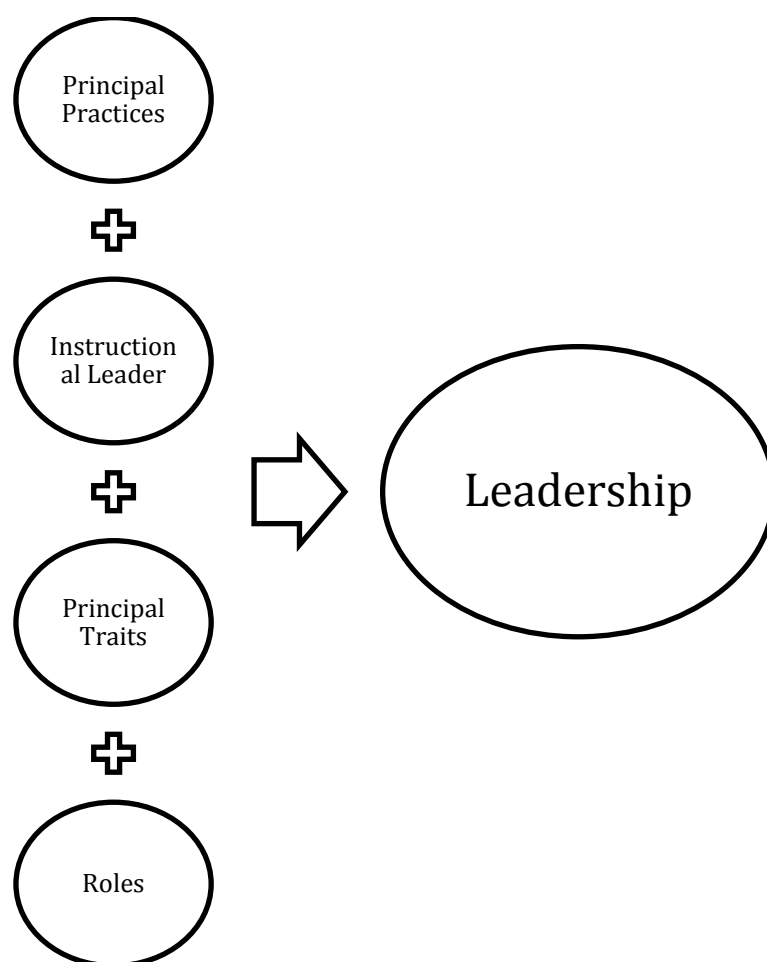 Principal
Practices
Instruction
al Leader
Principal
Traits
Roles
Leadership